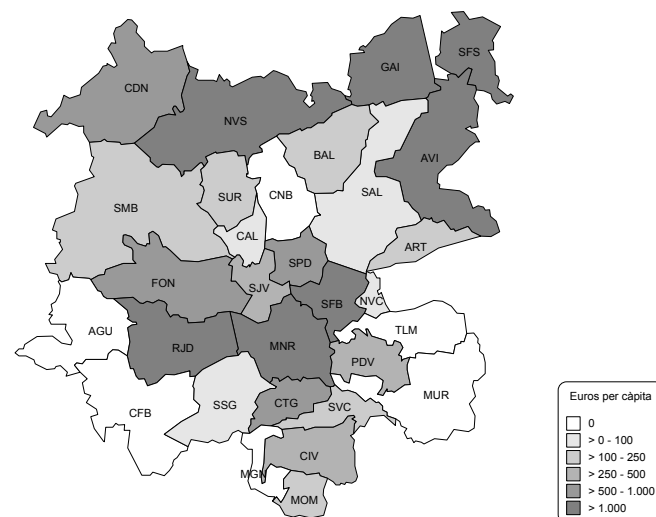 GAI
SFS
CDN
NVS
BAL
AVI
SUR
CNB
SAL
SMB
CAL
ART
SPD
FON
SJV
SFB
NVC
AGU
TLM
RJD
MNR
PDV
MUR
SSG
CTG
SVC
CFB
CIV
MGN
MOM
Euros per càpita
0
> 0 - 100
> 100 - 250
> 250 - 500
> 500 - 1.000
> 1.000